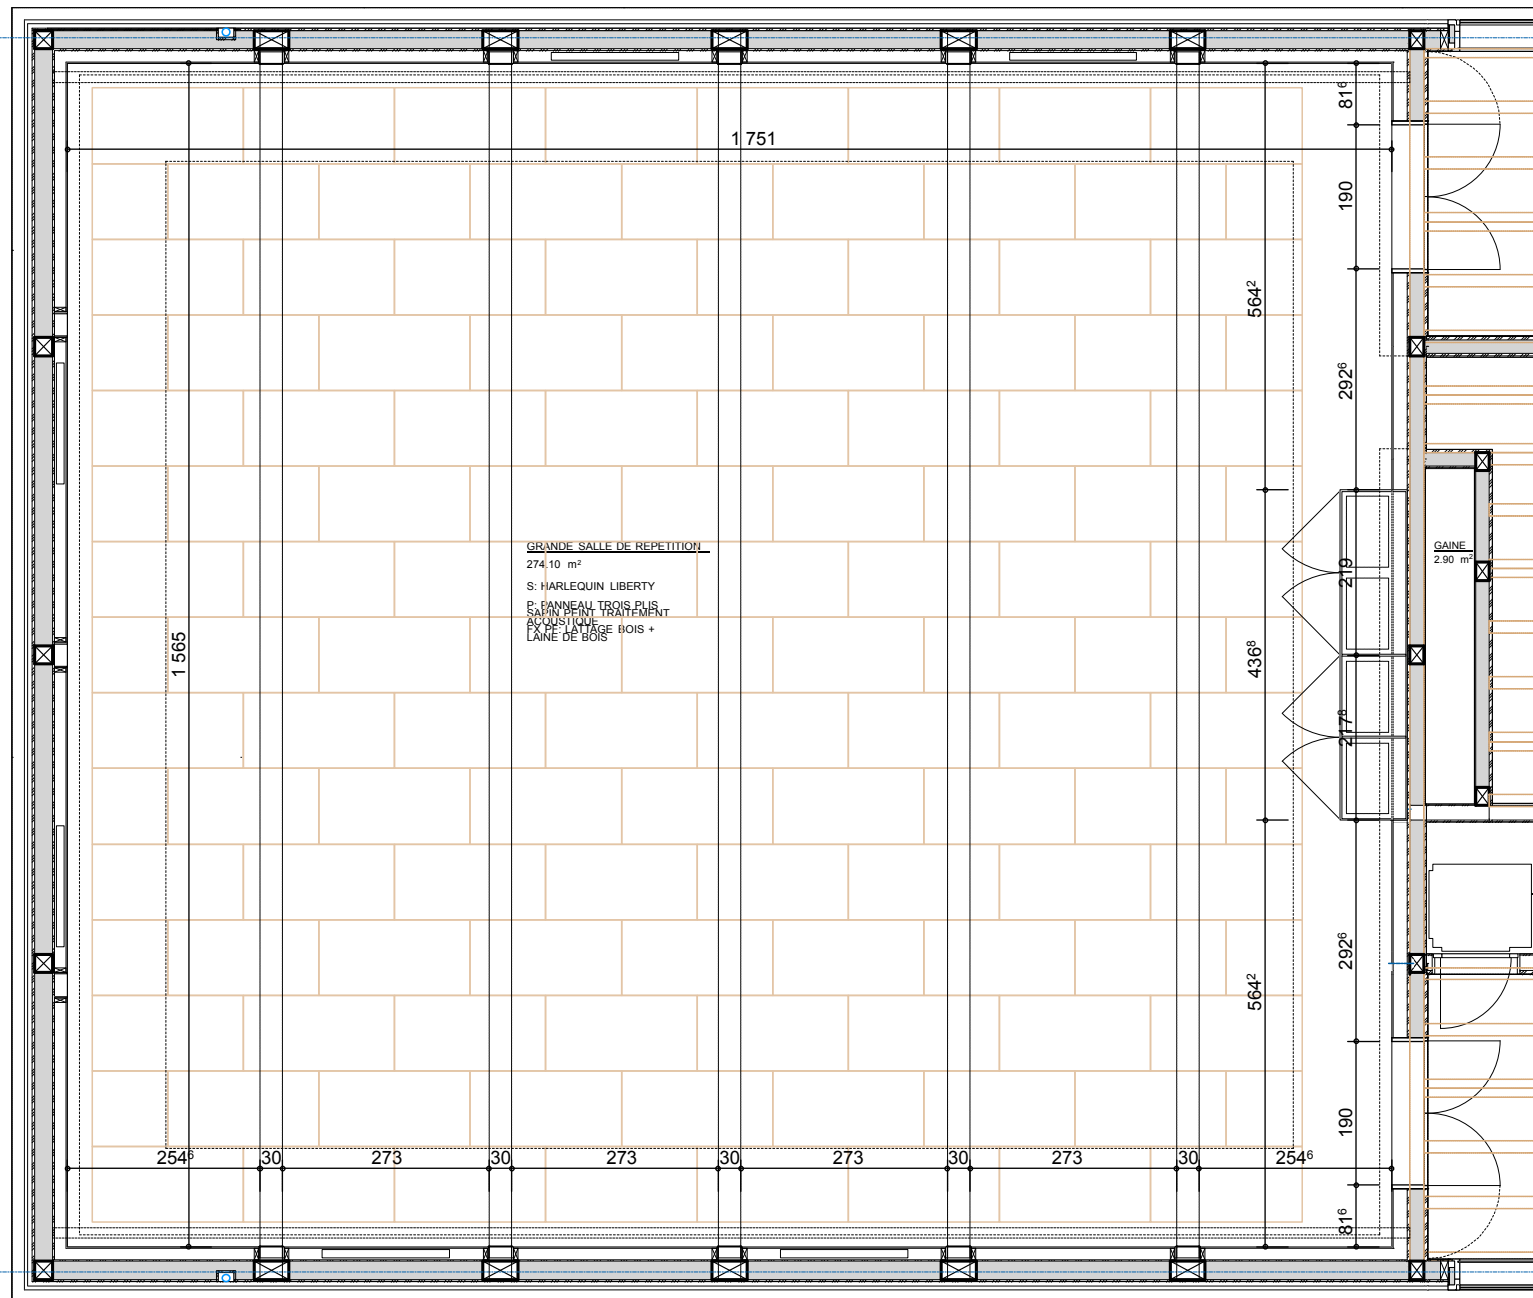 81⁶
1 751
190
564²
292⁶
GRANDE SALLE DE REPETITION
274.10 m²
S: HARLEQUIN LIBERTY
P: PANNEAU TROIS PLIS
SAPIN PEINT TRAITEMENT
ACOUSTIQUE
FX PF: LATTAGE BOIS +
LAINE DE BOIS
GAINE
2.90 m²
219
1 565
436⁸
217⁸
292⁶
564²
190
254⁶ 30 273 30 273 30 273 30 273 30 254⁶
81⁶